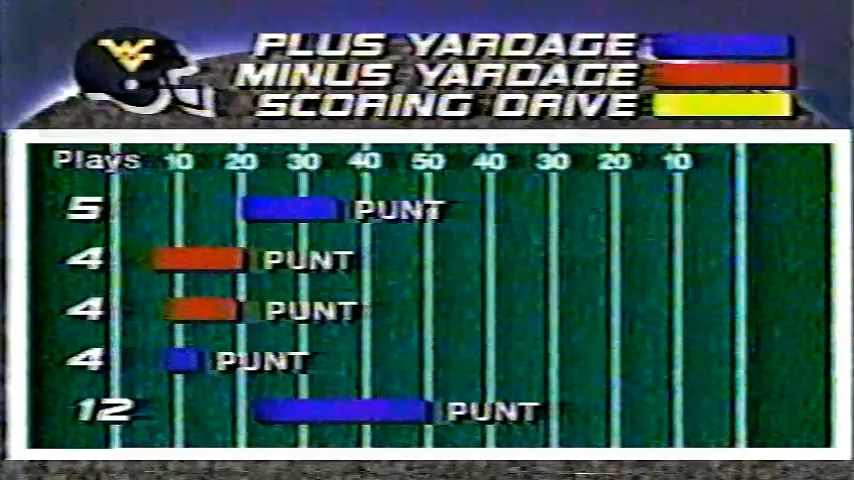 WV
PLUS YARDAGE
MINUS YARDAGE
SCORING DRIVE
Plays 10 20 30 40 50 40 30 20 10
5 PUNT
4 PUNT
4 PUNT
4 PUNT
12 PUNT